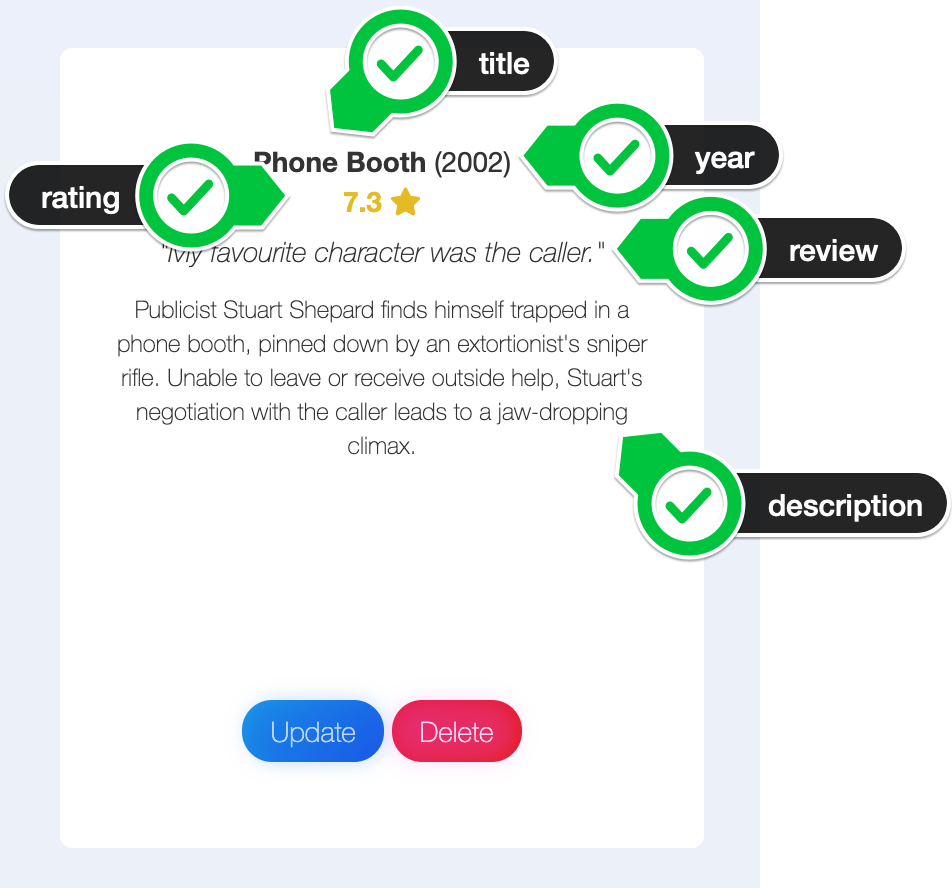 title
Phone Booth (2002)
year
rating
7.3
"My favourite character was the caller."
review
Publicist Stuart Shepard finds himself trapped in a
phone booth, pinned down by an extortionist's sniper
rifle. Unable to leave or receive outside help, Stuart's
negotiation with the caller leads to a jaw-dropping
climax.
description
Update
Delete